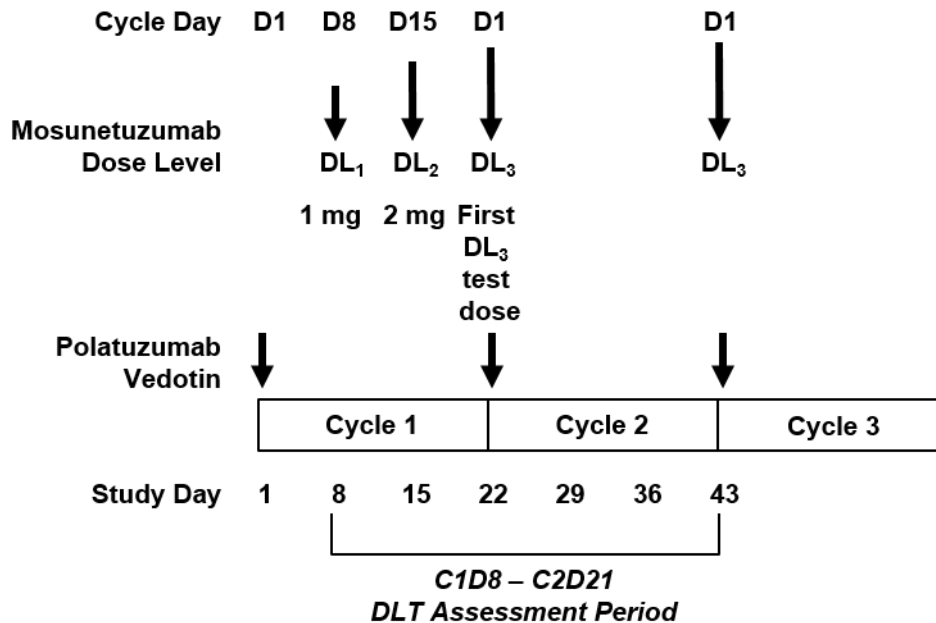 Cycle Day D1 D8 D15 D1 D1
Mosunetuzumab
Dose Level DL₁ DL₂ DL₃ DL₃
1 mg 2 mg First
DL₃
test
dose
Polatuzumab
Vedotin
Cycle 1 Cycle 2 Cycle 3
Study Day 1 8 15 22 29 36 43
C1D8 – C2D21
DLT Assessment Period